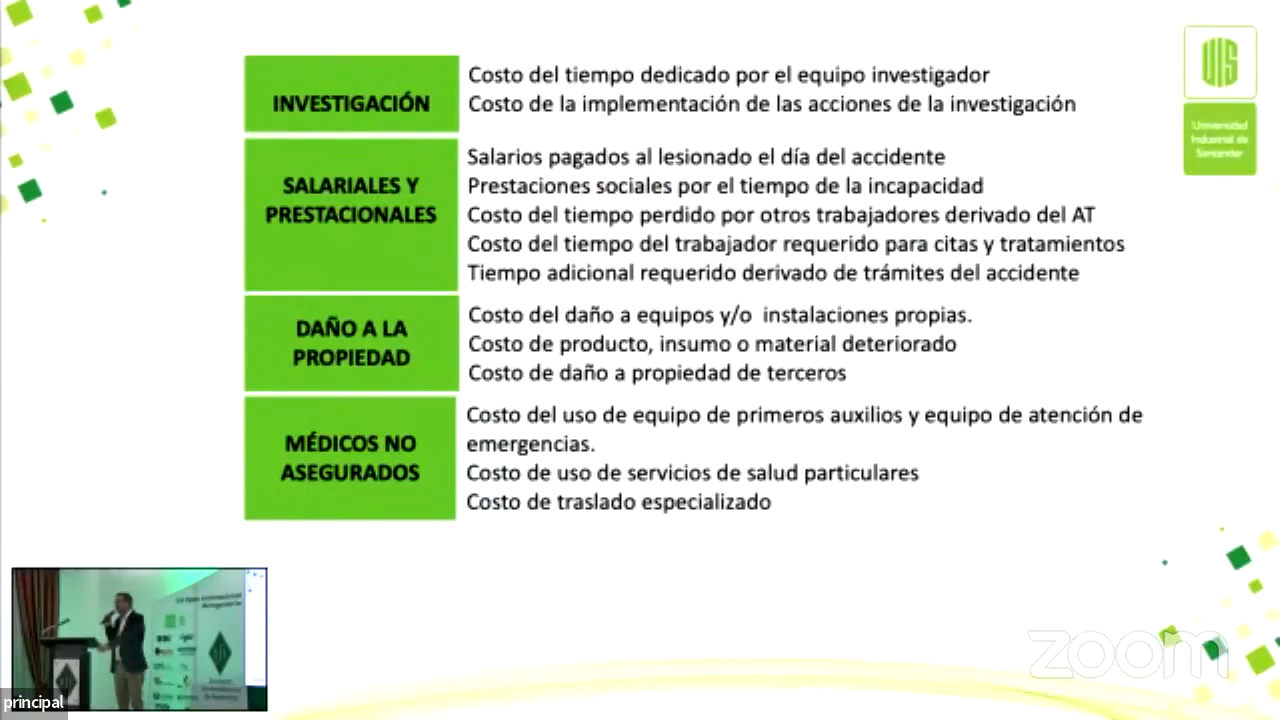 INVESTIGACIÓN
Costo del tiempo dedicado por el equipo investigador
Costo de la implementación de las acciones de la investigación
SALARIALES Y
PRESTACIONALES
Salarios pagados al lesionado el día del accidente
Prestaciones sociales por el tiempo de la incapacidad
Costo del tiempo perdido por otros trabajadores derivado del AT
Costo del tiempo del trabajador requerido para citas y tratamientos
Tiempo adicional requerido derivado de trámites del accidente
DAÑO A LA
PROPIEDAD
Costo del daño a equipos y/o instalaciones propias.
Costo de producto, insumo o material deteriorado
Costo de daño a propiedad de terceros
MÉDICOS NO
ASEGURADOS
Costo del uso de equipo de primeros auxilios y equipo de atención de
emergencias.
Costo de uso de servicios de salud particulares
Costo de traslado especializado
UIS
Universidad
Industrial de
Santander
zoom
principal